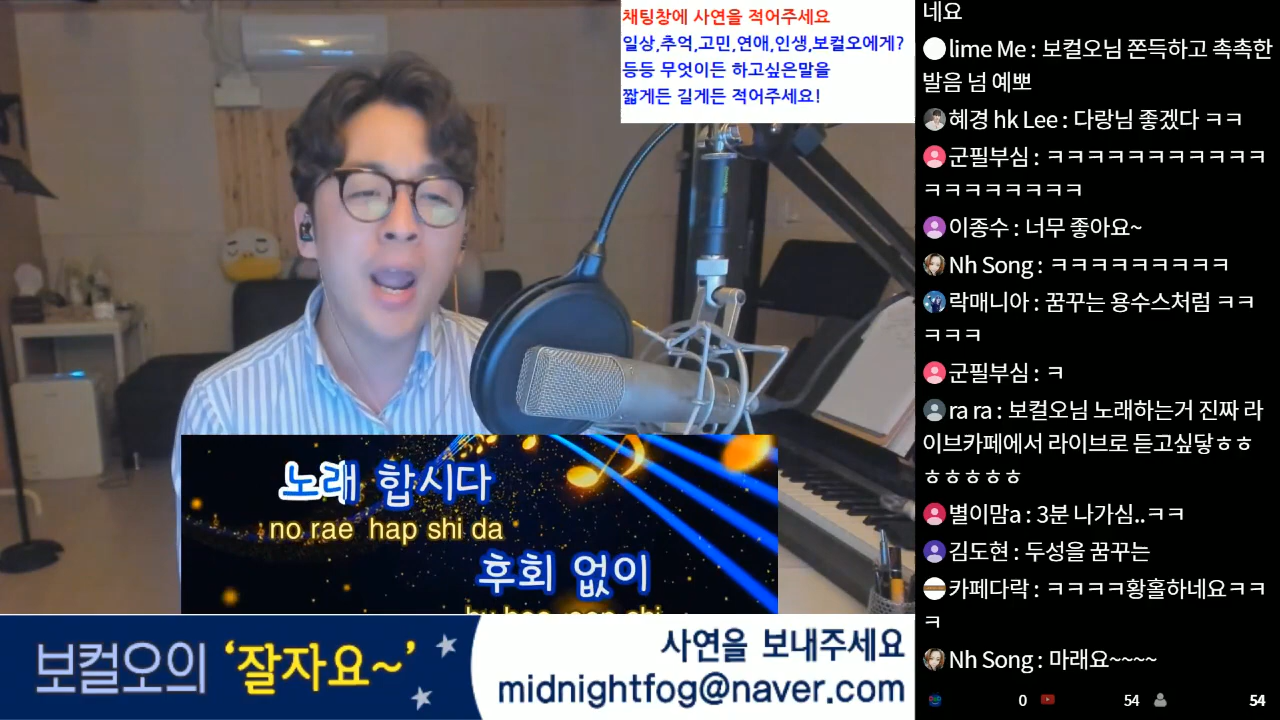 채팅창에 사연을 적어주세요
일상,추억,고민,연애,인생,보컬오에게?
등등 무엇이든 하고싶은말을
짧게든 길게든 적어주세요!
노래 합시다
no rae hap shi da
후회 없이
보컬오의 ‘잘자요~’
사연을 보내주세요
midnightfog@naver.com
네요
lime Me : 보컬오님 쫀득하고 촉촉한
발음 넘 예쁘
혜경 hk Lee : 다랑님 좋겠다 ㅋㅋ
군필부심 : ㅋㅋㅋㅋㅋㅋㅋㅋㅋㅋㅋ
ㅋㅋㅋㅋㅋㅋㅋㅋ
이종수 : 너무 좋아요~
Nh Song : ㅋㅋㅋㅋㅋㅋㅋㅋㅋ
락매니아 : 꿈꾸는 용수스처럼 ㅋㅋ
ㅋㅋㅋ
군필부심 : ㅋ
ra ra : 보컬오님 노래하는거 진짜 라
이브카페에서 라이브로 듣고싶닿ㅎㅎ
ㅎㅎㅎㅎㅎ
별이맘a : 3분 나가심..ㅋㅋ
김도현 : 두성을 꿈꾸는
카페다락 : ㅋㅋㅋㅋ황홀하네요ㅋㅋ
ㅋ
Nh Song : 마래요~~~~
0 54 54